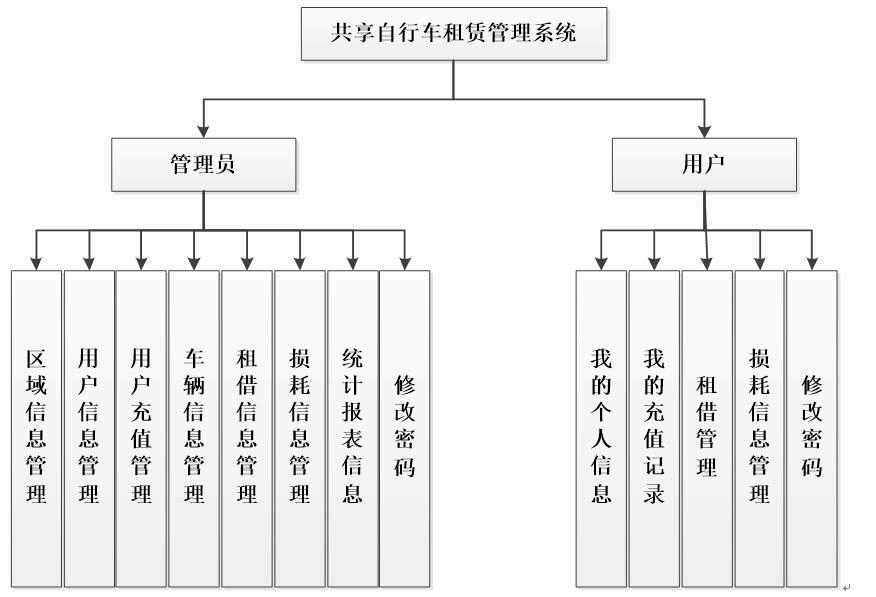 共享自行车租赁管理系统
管理员
用户
区域信息管理
用户信息管理
用户充值管理
车辆信息管理
租借信息管理
损耗信息管理
统计报表信息
修改密码
我的个人信息
我的充值记录
租借管理
损耗信息管理
修改密码